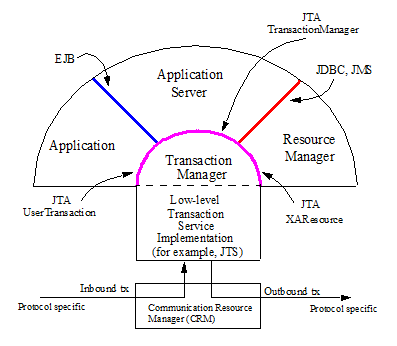 JTA
TransactionManager
EJB
Application
Server
JDBC, JMS
Application
Resource
Manager
Transaction
Manager
JTA
UserTransaction
Low-level
Transaction
Service
Implementation
(for example, JTS)
JTA
XAResource
Inbound tx
Outbound tx
Protocol specific
Communication Resource
Manager (CRM)
Protocol specific